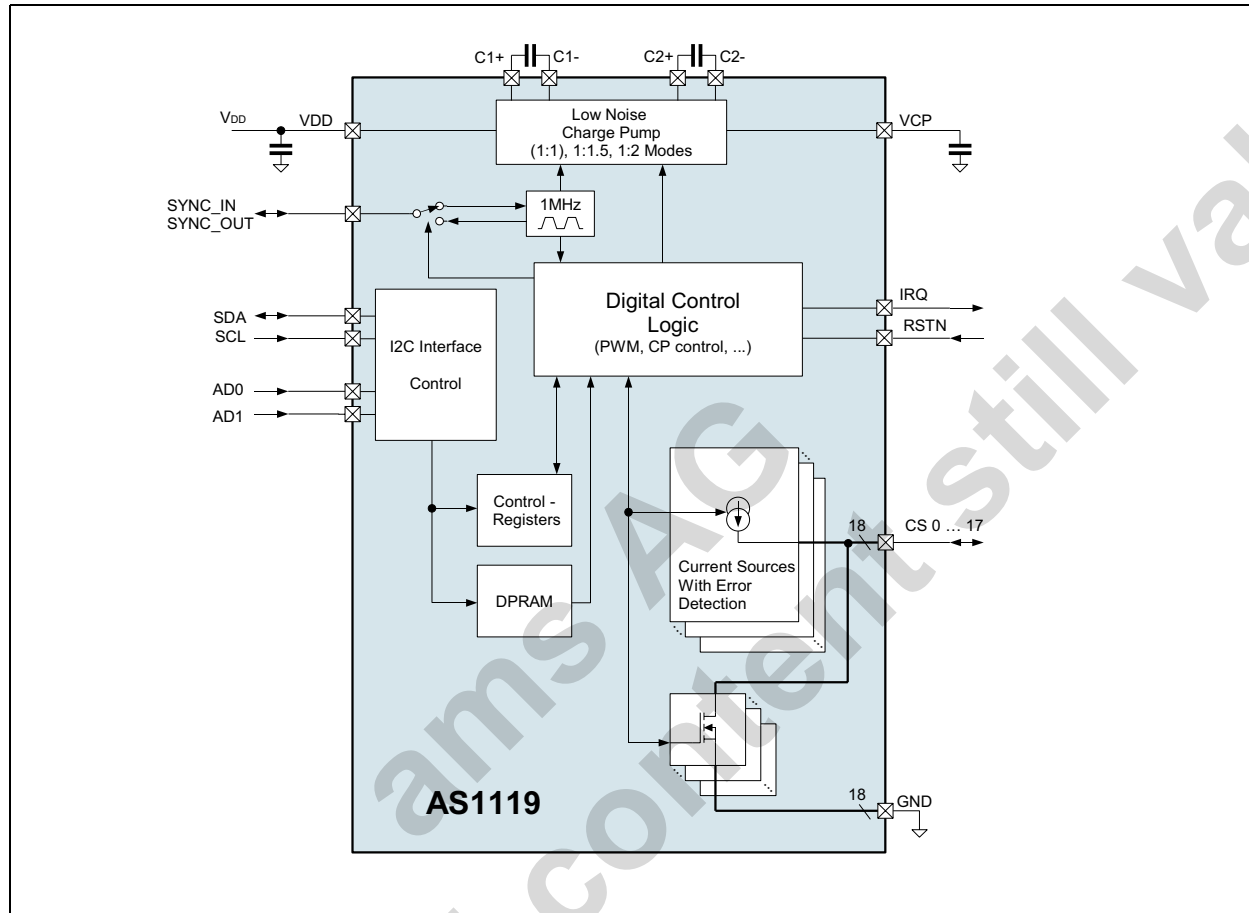 C1+ C1- C2+ C2-
Low Noise
Charge Pump
(1:1), 1:1.5, 1:2 Modes
VDD VDD
VCP
SYNC_IN
SYNC_OUT
1MHz
Digital Control
Logic
(PWM, CP control, ...)
IRQ
RSTN
SDA
SCL
AD0
AD1
I2C Interface
Control
Control -
Registers
DPRAM
Current Sources
With Error
Detection
18 CS 0 ... 17
18 GND
AS1119
ams AG
content still val